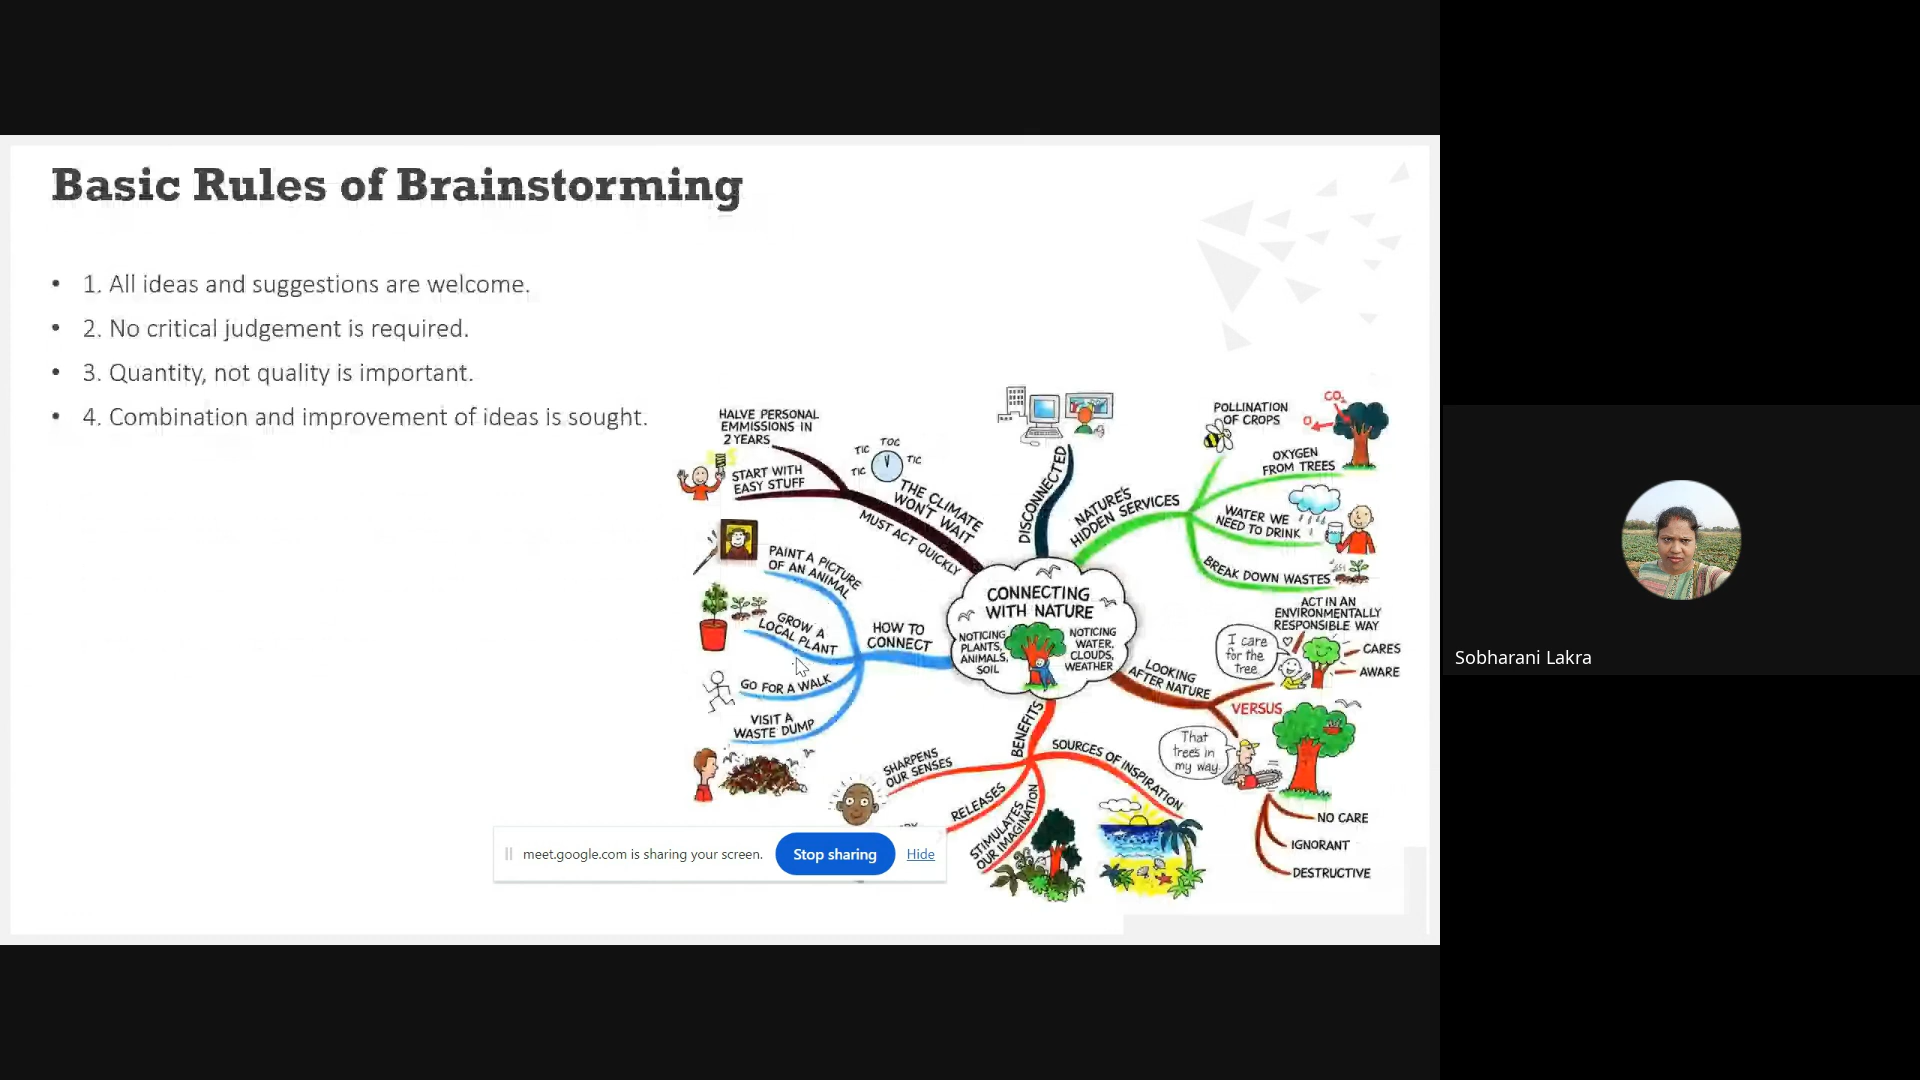 Basic Rules of Brainstorming
• 1. All ideas and suggestions are welcome.
• 2. No critical judgement is required.
• 3. Quantity, not quality is important.
• 4. Combination and improvement of ideas is sought.
HALVE PERSONAL
EMMISSIONS IN
2 YEARS
START WITH
EASY STUFF
TIC
TOC
TIC
TIC
THE CLIMATE
WON'T WAIT
MUST ACT QUICKLY
DISCONNECTED
NATURE'S
HIDDEN SERVICES
POLLINATION
OF CROPS
CO₂
O
OXYGEN
FROM TREES
WATER WE
NEED TO DRINK
BREAK DOWN WASTES
PAINT A PICTURE
OF AN ANIMAL
GROW A
LOCAL PLANT
GO FOR A WALK
VISIT A
WASTE DUMP
HOW TO
CONNECT
CONNECTING
WITH NATURE
NOTICING
PLANTS,
ANIMALS,
SOIL
NOTICING
WATER,
CLOUDS,
WEATHER
LOOKING
AFTER NATURE
ACT IN AN
ENVIRONMENTALLY
RESPONSIBLE WAY
I care
for the
tree
CARES
AWARE
VERSUS
That
trees in
my way.
NO CARE
IGNORANT
DESTRUCTIVE
BENEFITS
SHARPENS
OUR SENSES
RELEASES
STIMULATES
OUR IMAGINATION
SOURCES OF INSPIRATION
meet.google.com is sharing your screen.
Stop sharing
Hide
Sobharani Lakra